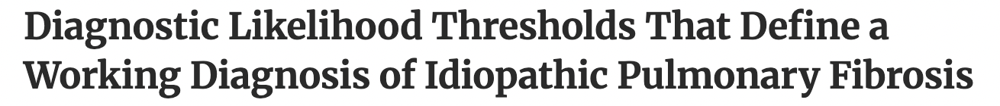 Diagnostic Likelihood Thresholds That Define a
Working Diagnosis of Idiopathic Pulmonary Fibrosis